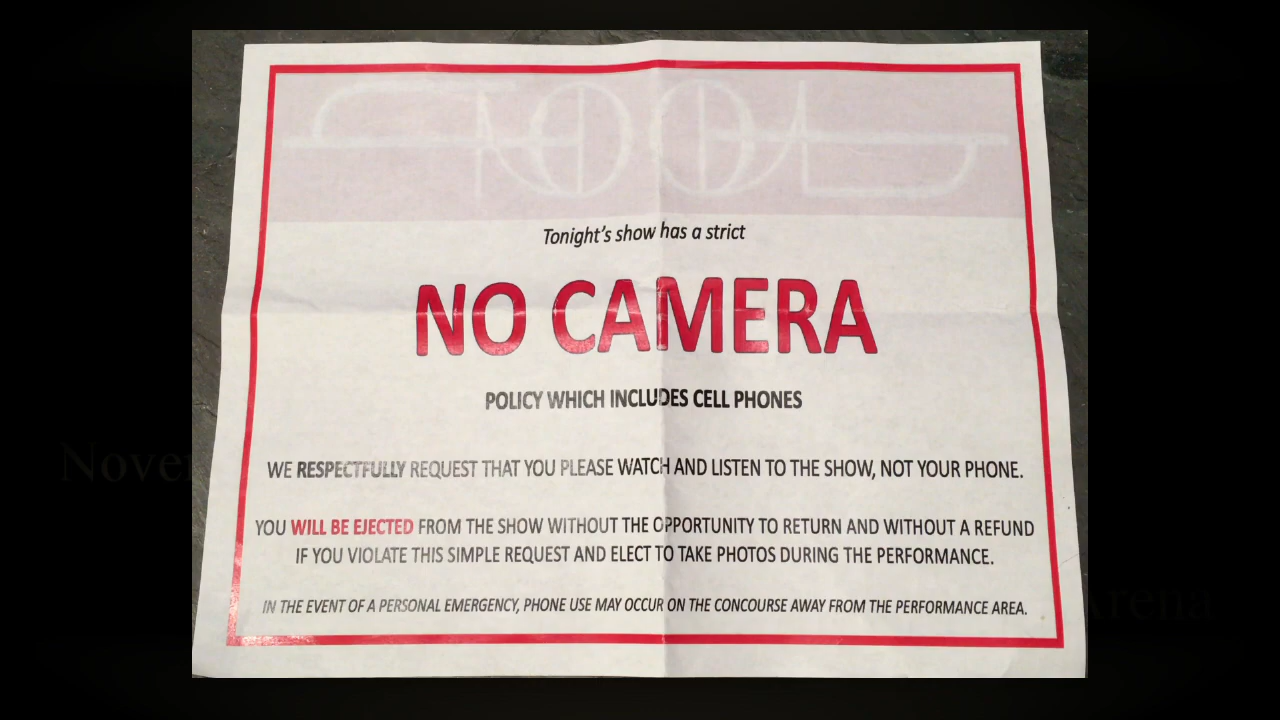 TOOL
Tonight's show has a strict
NO CAMERA
POLICY WHICH INCLUDES CELL PHONES
WE RESPECTFULLY REQUEST THAT YOU PLEASE WATCH AND LISTEN TO THE SHOW, NOT YOUR PHONE.
YOU WILL BE EJECTED FROM THE SHOW WITHOUT THE OPPORTUNITY TO RETURN AND WITHOUT A REFUND
IF YOU VIOLATE THIS SIMPLE REQUEST AND ELECT TO TAKE PHOTOS DURING THE PERFORMANCE.
IN THE EVENT OF A PERSONAL EMERGENCY, PHONE USE MAY OCCUR ON THE CONCOURSE AWAY FROM THE PERFORMANCE AREA.
Arena